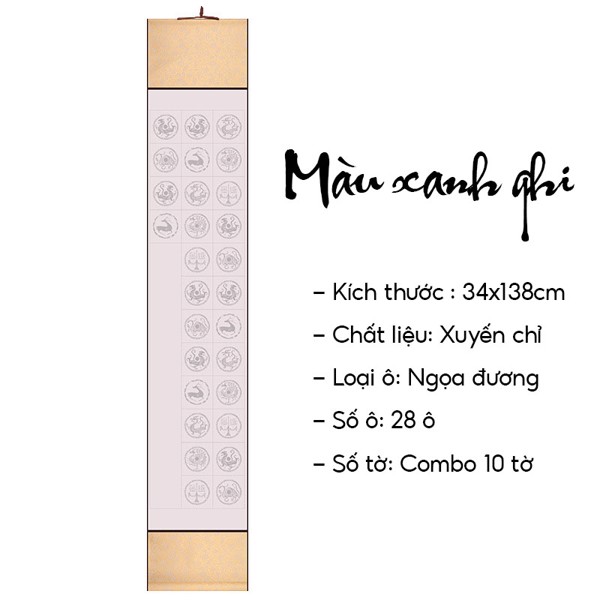 Màu xanh ghi
– Kích thước : 34x138cm
– Chất liệu: Xuyến chỉ
– Loại ô: Ngọa đương
– Số ô: 28 ô
– Số tờ: Combo 10 tờ